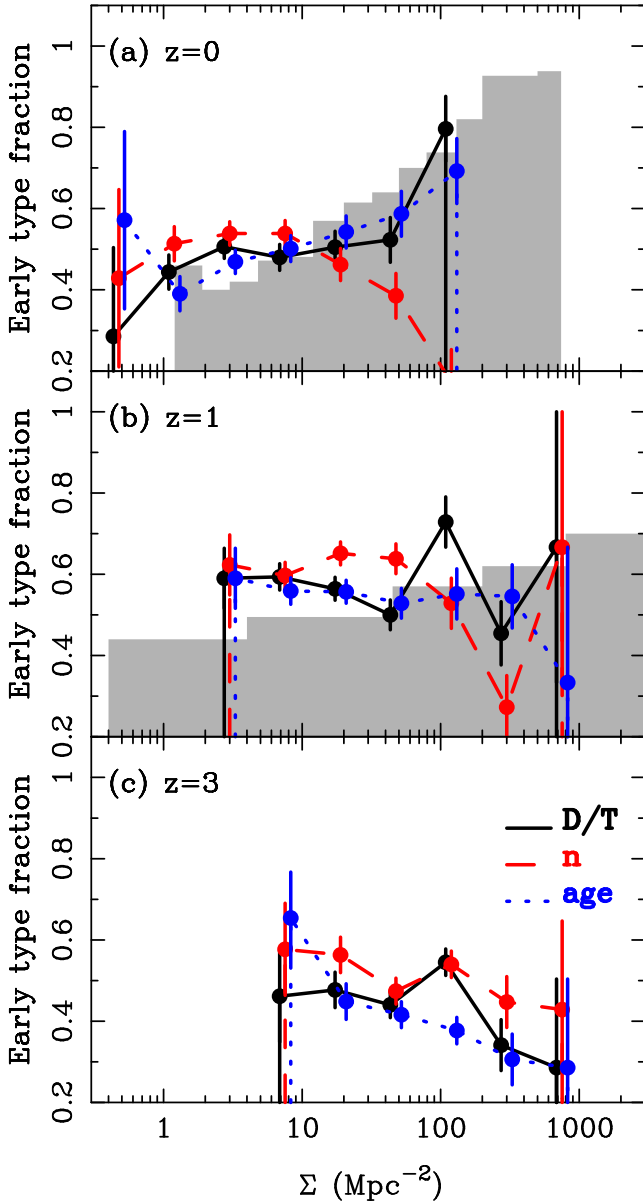 (a) z=0
Early type fraction
0.2 0.4 0.6 0.8 1
(b) z=1
Early type fraction
0.2 0.4 0.6 0.8 1
(c) z=3
Early type fraction
0.2 0.4 0.6 0.8 1
D/T
n
age
1 10 100 1000
Σ (Mpc⁻²)